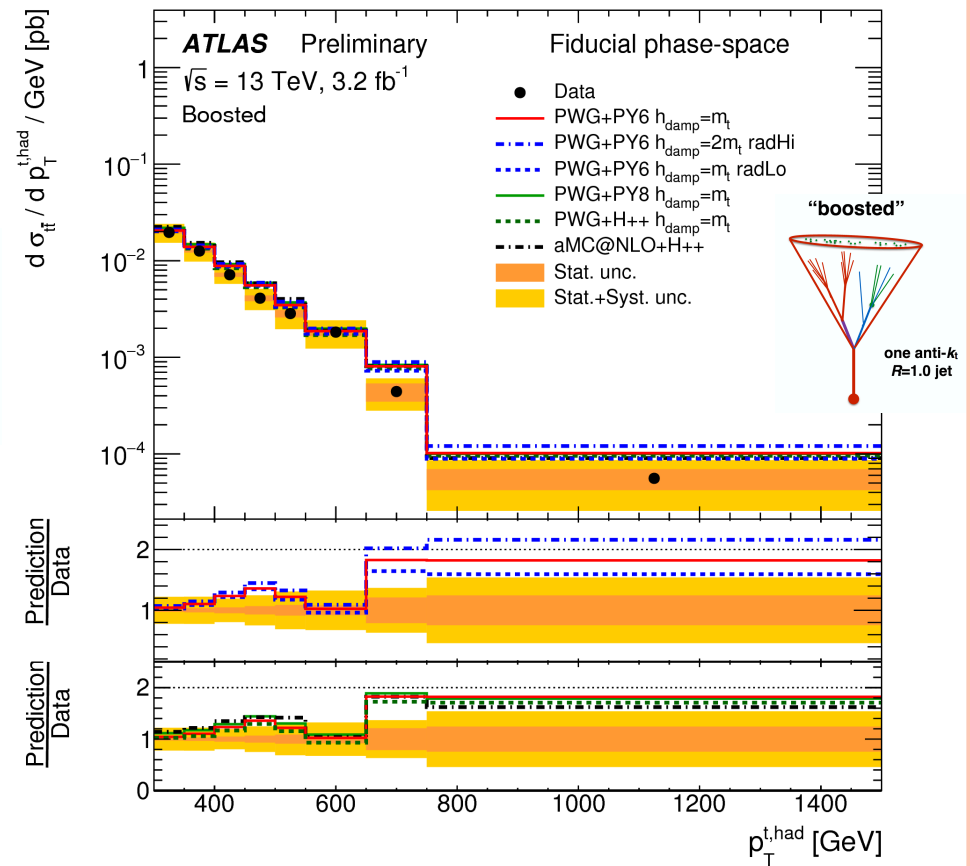 ATLAS Preliminary
Fiducial phase-space
√s = 13 TeV, 3.2 fb⁻¹
Boosted
Data
PWG+PY6 h_damp=m_t
PWG+PY6 h_damp=2m_t radHi
PWG+PY6 h_damp=m_t radLo
PWG+PY8 h_damp=m_t
PWG+H++ h_damp=m_t
aMC@NLO+H++
Stat. unc.
Stat.+Syst. unc.
d σ_tt̄ / d p_T^t,had / GeV [pb]
1
10⁻¹
10⁻²
10⁻³
10⁻⁴
“boosted”
one anti-k_t
R=1.0 jet
Prediction
Data
2
1
Prediction
Data
2
1
0
400 600 800 1000 1200 1400
p_T^t,had [GeV]